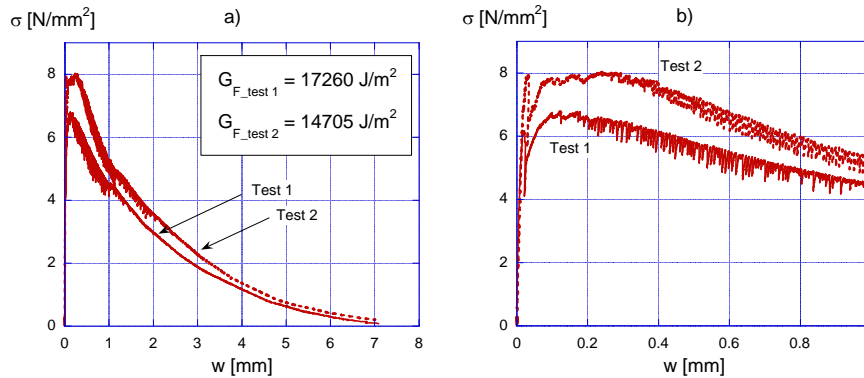 σ [N/mm²]
a)
G_F_test 1 = 17260 J/m²
G_F_test 2 = 14705 J/m²
Test 1
Test 2
8
6
4
2
0
0 1 2 3 4 5 6 7 8
w [mm]
σ [N/mm²]
b)
Test 2
Test 1
8
6
4
2
0
0 0.2 0.4 0.6 0.8
w [mm]